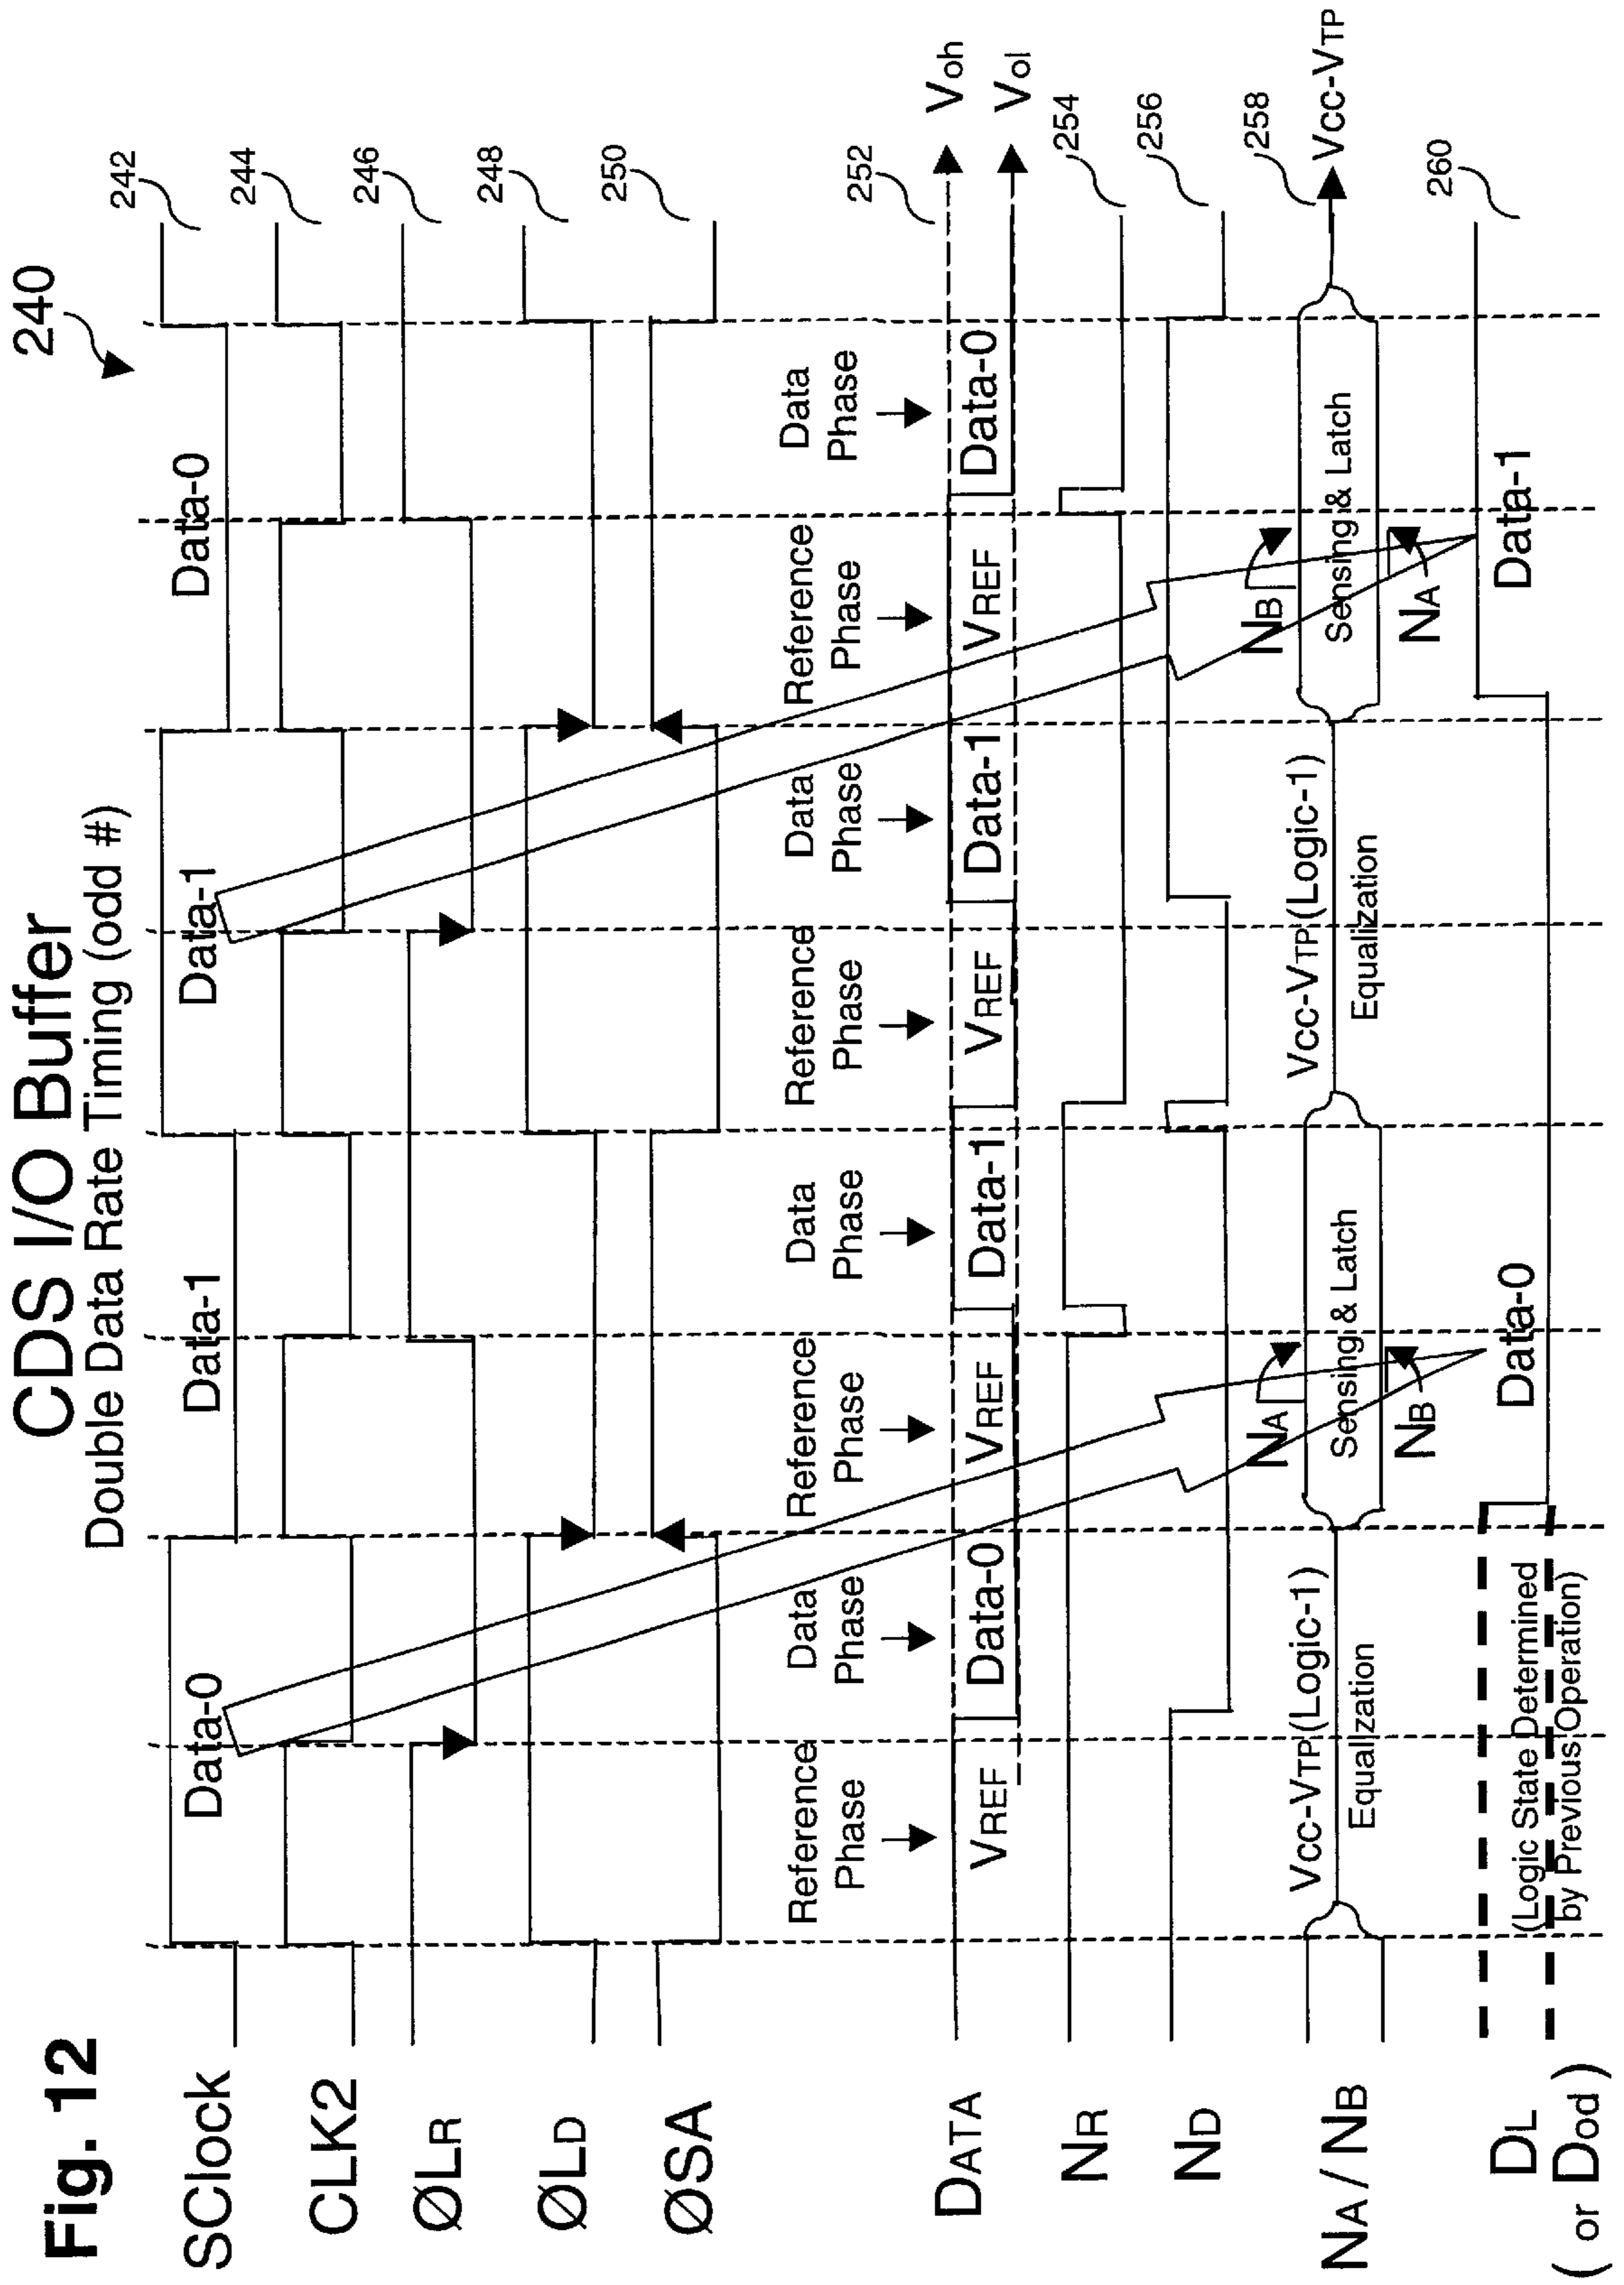 Fig. 12
CDS I/O Buffer
Double Data Rate Timing (odd #)
240
SClock
Data-0
Data-1
Data-1
Data-0
242
CLK2
244
ØLR
246
ØLD
248
ØSA
250
Reference
Phase
Data
Phase
Reference
Phase
Data
Phase
Reference
Phase
Data
Phase
Reference
Phase
Data
Phase
252
DATA
VREF
Data-0
VREF
Data-1
VREF
Data-1
VREF
Data-0
Voh
Vol
NR
254
ND
256
NA / NB
Vcc-VTP(Logic-1)
Equalization
NA
Sensing & Latch
NB
Vcc-VTP(Logic-1)
Equalization
NB
Sensing & Latch
NA
258
Vcc-VTP
DL
( or Dod )
(Logic State Determined
by Previous Operation)
Data-0
Data-1
260